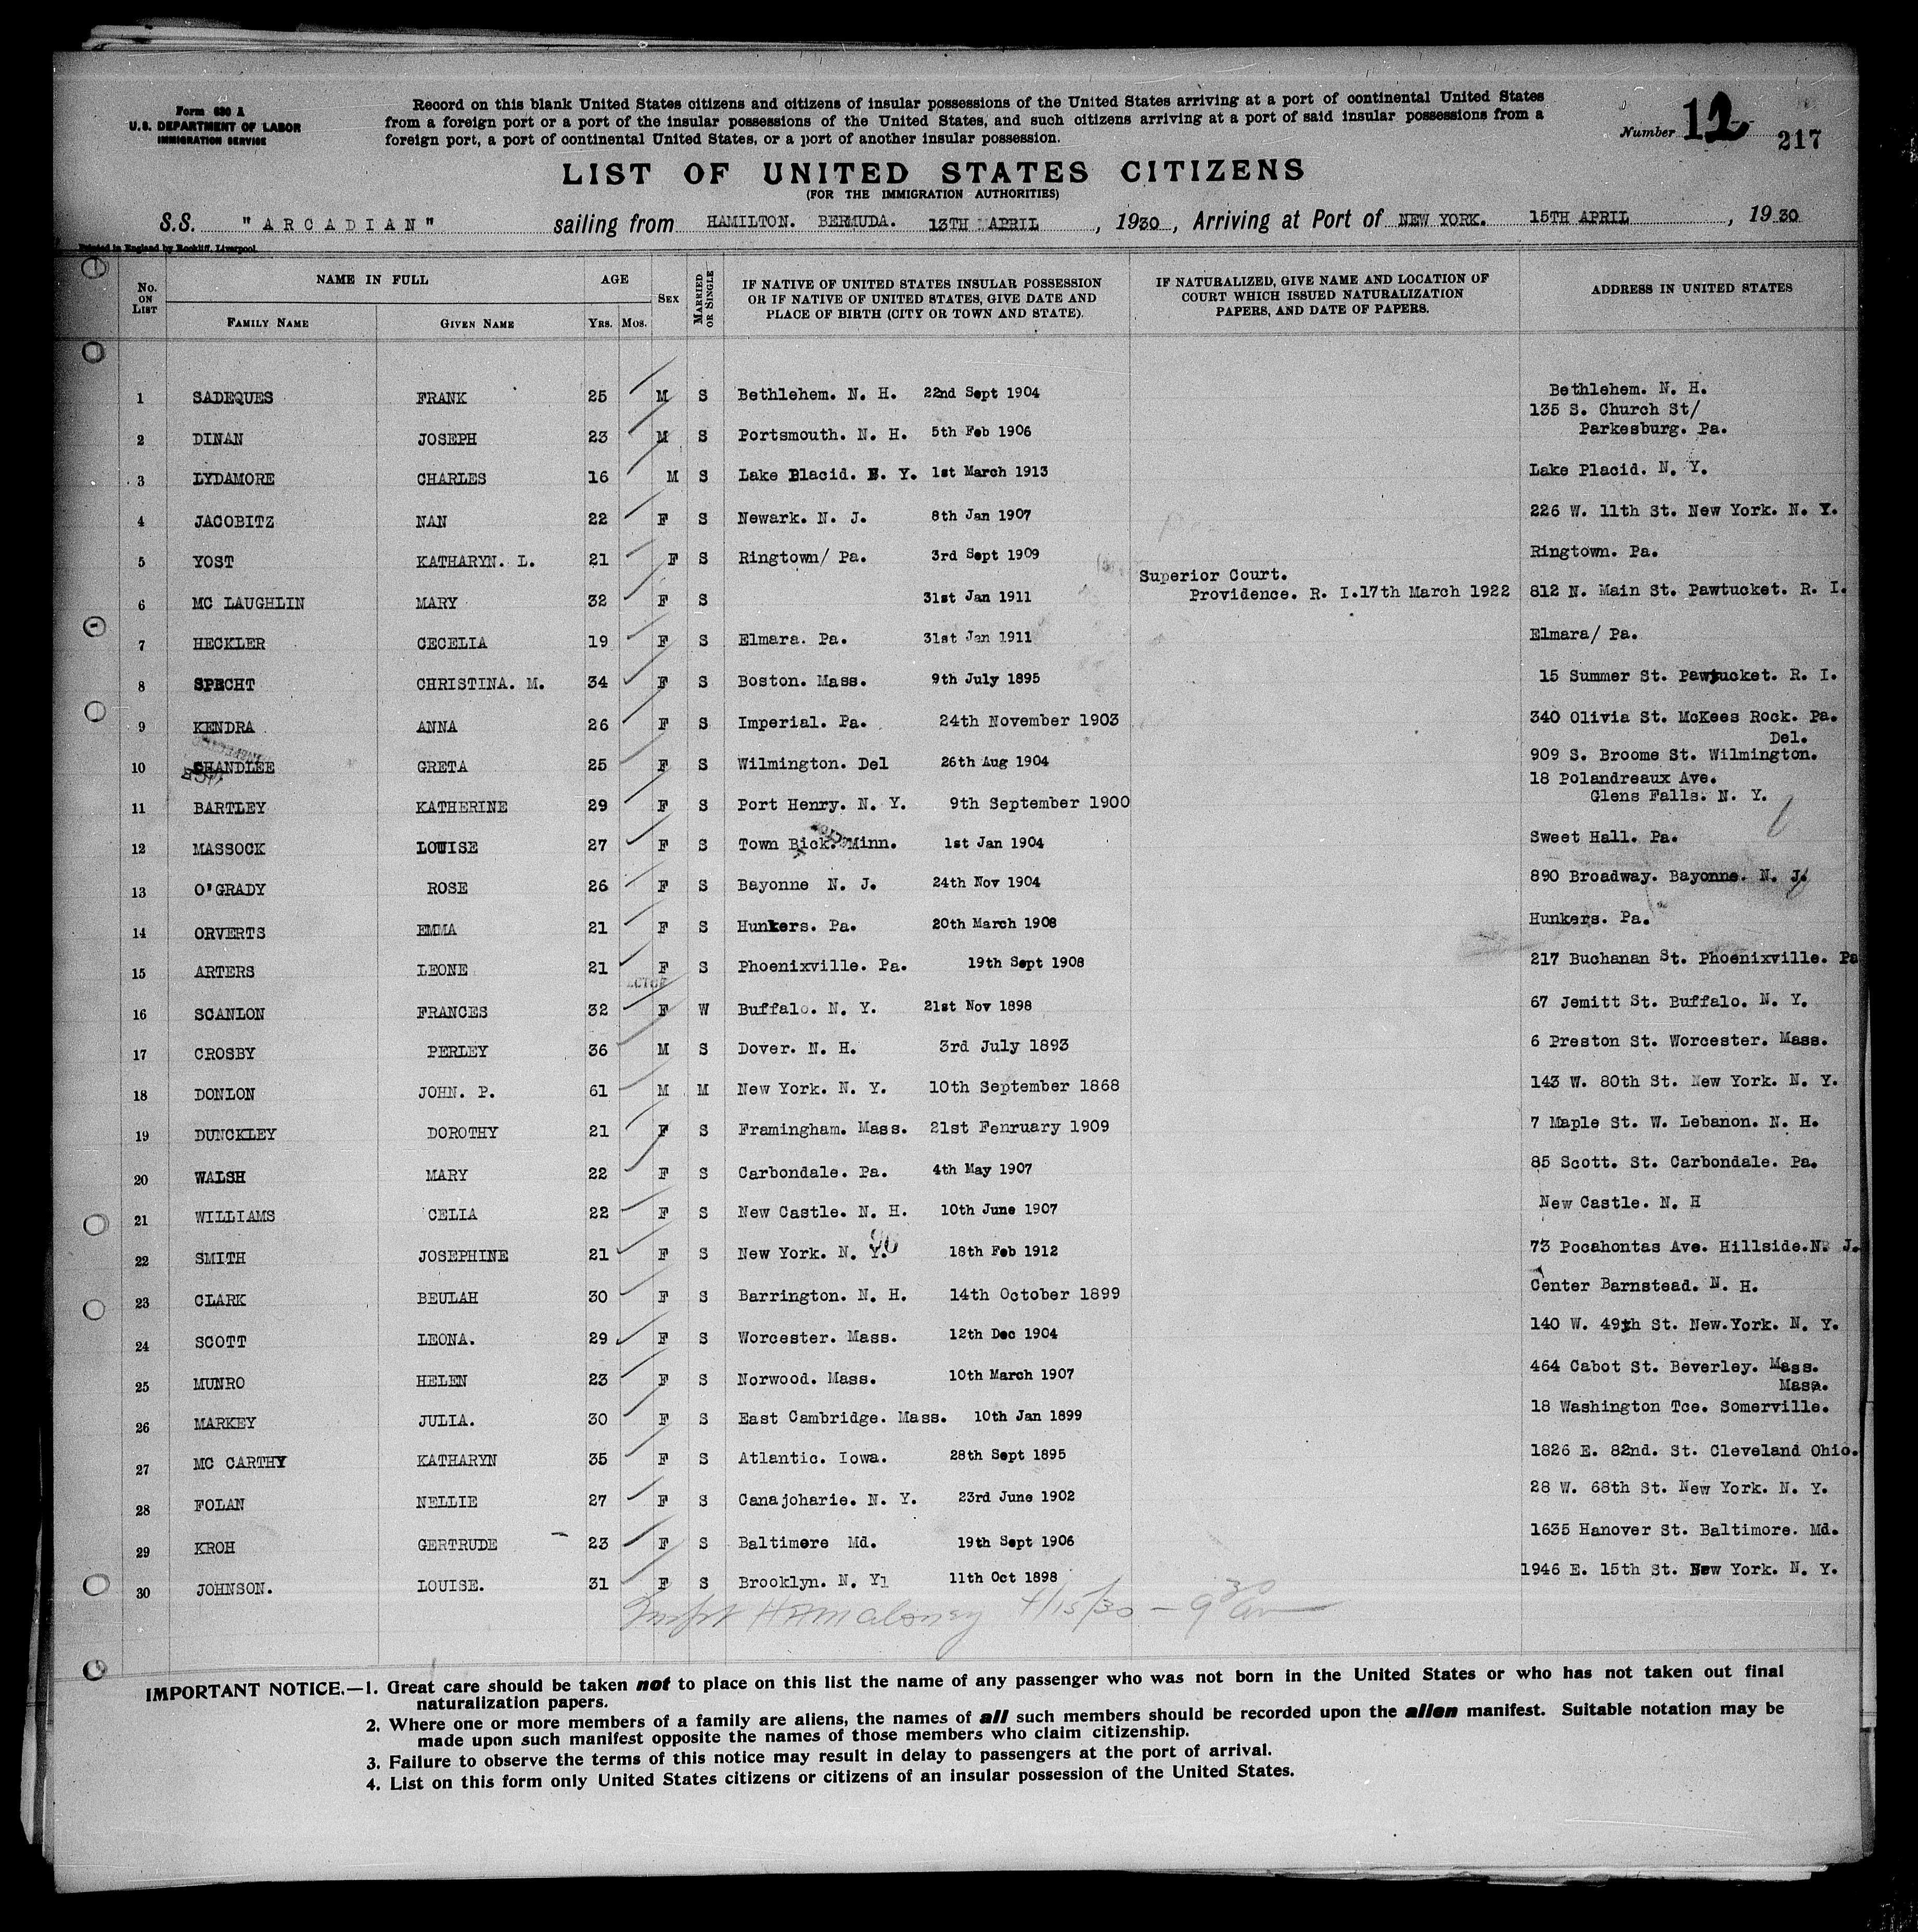 Form 630 A
U.S. DEPARTMENT OF LABOR
IMMIGRATION SERVICE
Record on this blank United States citizens and citizens of insular possessions of the United States arriving at a port of continental United States
from a foreign port or a port of the insular possessions of the United States, and such citizens arriving at a port of said insular possessions from a
foreign port, a port of continental United States, or a port of another insular possession.
Number 12
217
LIST OF UNITED STATES CITIZENS
(FOR THE IMMIGRATION AUTHORITIES)
S.S. "ARCADIAN" sailing from HAMILTON. BERMUDA. 13TH APRIL, 1930, Arriving at Port of NEW YORK. 15TH APRIL, 1930
Printed in England by Rockliff, Liverpool.
No. ON LIST
NAME IN FULL
FAMILY NAME
GIVEN NAME
AGE
YRS. MOS.
SEX
MARRIED OR SINGLE
IF NATIVE OF UNITED STATES INSULAR POSSESSION
OR IF NATIVE OF UNITED STATES, GIVE DATE AND
PLACE OF BIRTH (CITY OR TOWN AND STATE).
IF NATURALIZED, GIVE NAME AND LOCATION OF
COURT WHICH ISSUED NATURALIZATION
PAPERS, AND DATE OF PAPERS.
ADDRESS IN UNITED STATES
1 SADEQUES FRANK 25 M S Bethlehem. N. H. 22nd Sept 1904 Bethlehem. N. H.
135 S. Church St/
2 DINAN JOSEPH 23 M S Portsmouth. N. H. 5th Feb 1906 Parkesburg. Pa.
3 LYDAMORE CHARLES 16 M S Lake Placid. N. Y. 1st March 1913 Lake Placid. N. Y.
4 JACOBITZ NAN 22 F S Newark. N. J. 8th Jan 1907 226 W. 11th St. New York. N. Y.
5 YOST KATHARYN. L. 21 F S Ringtown/ Pa. 3rd Sept 1909 Ringtown. Pa.
Superior Court.
6 MC LAUGHLIN MARY 32 F S 31st Jan 1911 Providence. R. I.17th March 1922 812 N. Main St. Pawtucket. R. I.
7 HECKLER CECELIA 19 F S Elmara. Pa. 31st Jan 1911 Elmara/ Pa.
8 SPECHT CHRISTINA. M. 34 F S Boston. Mass. 9th July 1895 15 Summer St. Pawtucket. R. I.
9 KENDRA ANNA 26 F S Imperial. Pa. 24th November 1903 340 Olivia St. McKees Rock. Pa.
Del.
10 CHANDLEE GRETA 25 F S Wilmington. Del 26th Aug 1904 909 S. Broome St. Wilmington.
18 Polandreaux Ave.
11 BARTLEY KATHERINE 29 F S Port Henry. N. Y. 9th September 1900 Glens Falls. N. Y.
12 MASSOCK LOUISE 27 F S Town Bick. Minn. 1st Jan 1904 Sweet Hall. Pa.
13 O'GRADY ROSE 26 F S Bayonne N. J. 24th Nov 1904 890 Broadway. Bayonne. N. J.
14 ORVERTS EMMA 21 F S Hunkers. Pa. 20th March 1908 Hunkers. Pa.
15 ARTERS LEONE 21 F S Phoenixville. Pa. 19th Sept 1908 217 Buchanan St. Phoenixville. Pa
16 SCANLON FRANCES 32 F W Buffalo. N. Y. 21st Nov 1898 67 Jemitt St. Buffalo. N. Y.
17 CROSBY PERLEY 36 M S Dover. N. H. 3rd July 1893 6 Preston St. Worcester. Mass.
18 DONLON JOHN. P. 61 M M New York. N. Y. 10th September 1868 143 W. 80th St. New York. N. Y.
19 DUNCKLEY DOROTHY 21 F S Framingham. Mass. 21st Fenruary 1909 7 Maple St. W. Lebanon. N. H.
20 WALSH MARY 22 F S Carbondale. Pa. 4th May 1907 85 Scott. St. Carbondale. Pa.
21 WILLIAMS CELIA 22 F S New Castle. N. H. 10th June 1907 New Castle. N. H
22 SMITH JOSEPHINE 21 F S New York. N. Y. 18th Feb 1912 73 Pocahontas Ave. Hillside.N. J.
23 CLARK BEULAH 30 F S Barrington. N. H. 14th October 1899 Center Barnstead. N. H.
24 SCOTT LEONA. 29 F S Worcester. Mass. 12th Dec 1904 140 W. 49th St. New.York. N. Y.
25 MUNRO HELEN 23 F S Norwood. Mass. 10th March 1907 464 Cabot St. Beverley. Mass.
Mass.
26 MARKEY JULIA. 30 F S East Cambridge. Mass. 10th Jan 1899 18 Washington Tce. Somerville.
27 MC CARTHY KATHARYN 35 F S Atlantic. Iowa. 28th Sept 1895 1826 E. 82nd. St. Cleveland Ohio.
28 FOLAN NELLIE 27 F S Canajoharie. N. Y. 23rd June 1902 28 W. 68th St. New York. N. Y.
29 KROH GERTRUDE 23 F S Baltimore Md. 19th Sept 1906 1635 Hanover St. Baltimore. Md.
30 JOHNSON. LOUISE. 31 F S Brooklyn. N. Y1 11th Oct 1898 1946 E. 15th St. New York. N. Y.
4/15/30 - 9 30 am
IMPORTANT NOTICE.—1. Great care should be taken not to place on this list the name of any passenger who was not born in the United States or who has not taken out final
naturalization papers.
2. Where one or more members of a family are aliens, the names of all such members should be recorded upon the alien manifest. Suitable notation may be
made upon such manifest opposite the names of those members who claim citizenship.
3. Failure to observe the terms of this notice may result in delay to passengers at the port of arrival.
4. List on this form only United States citizens or citizens of an insular possession of the United States.